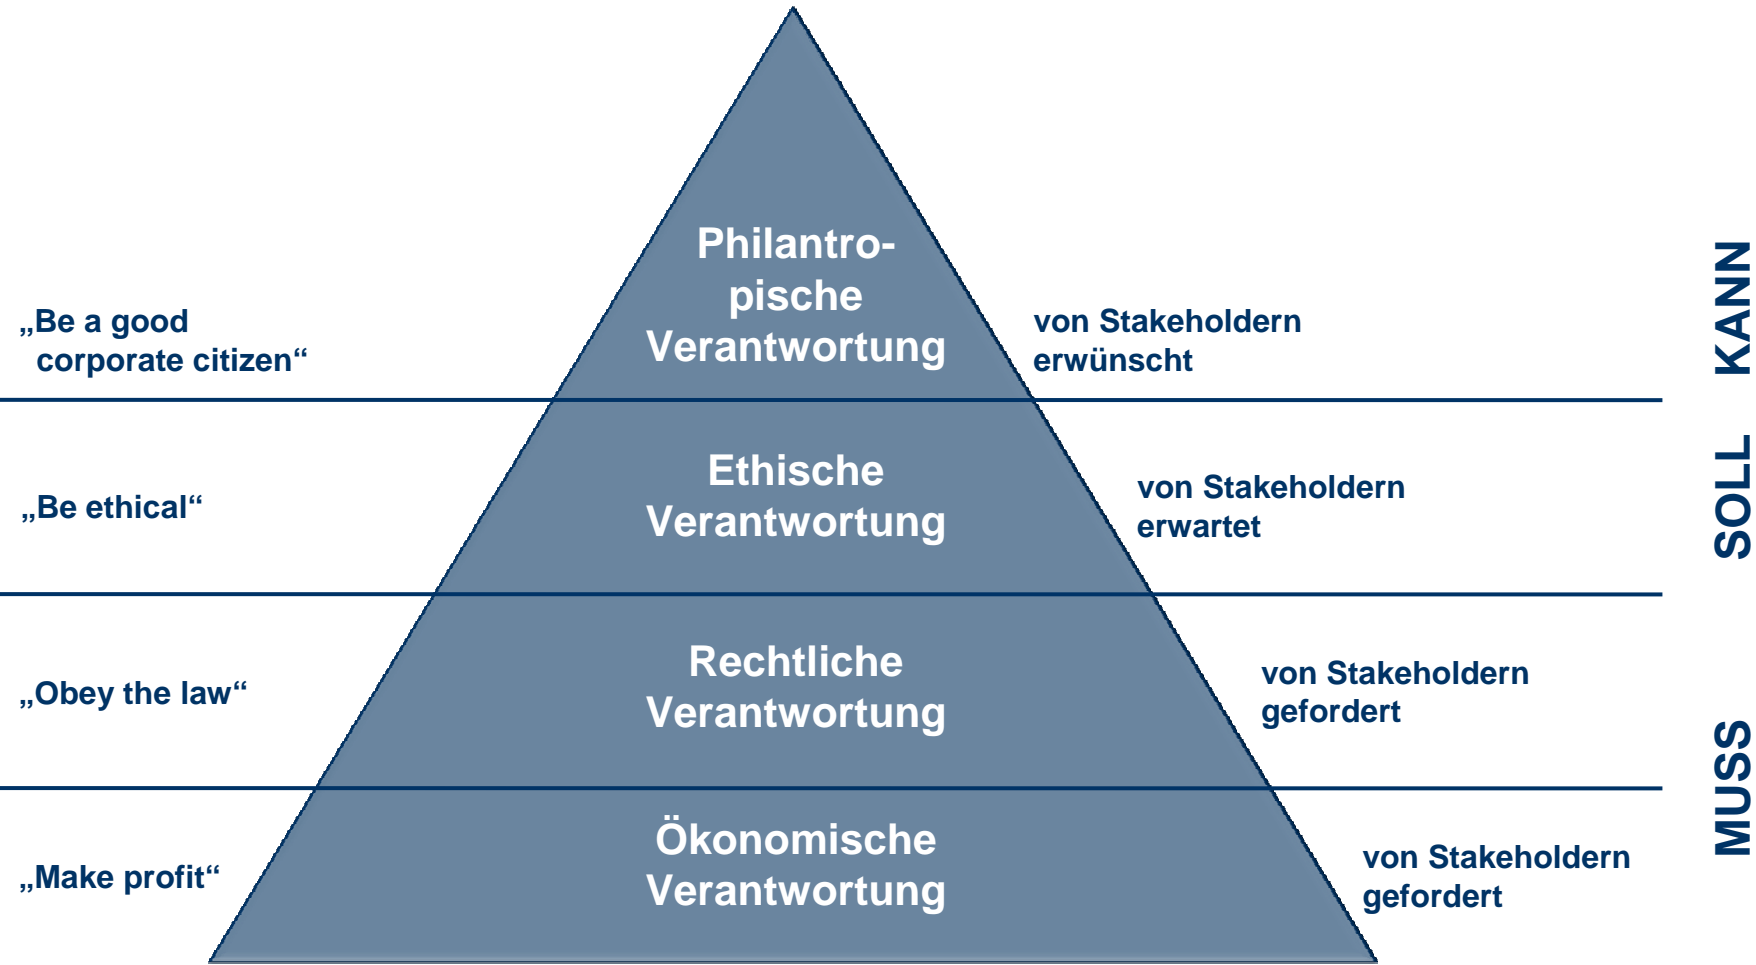 Philantro-
pische
Verantwortung
„Be a good
corporate citizen“
von Stakeholdern
erwünscht
KANN
Ethische
Verantwortung
„Be ethical“
von Stakeholdern
erwartet
SOLL
Rechtliche
Verantwortung
„Obey the law“
von Stakeholdern
gefordert
MUSS
Ökonomische
Verantwortung
„Make profit“
von Stakeholdern
gefordert